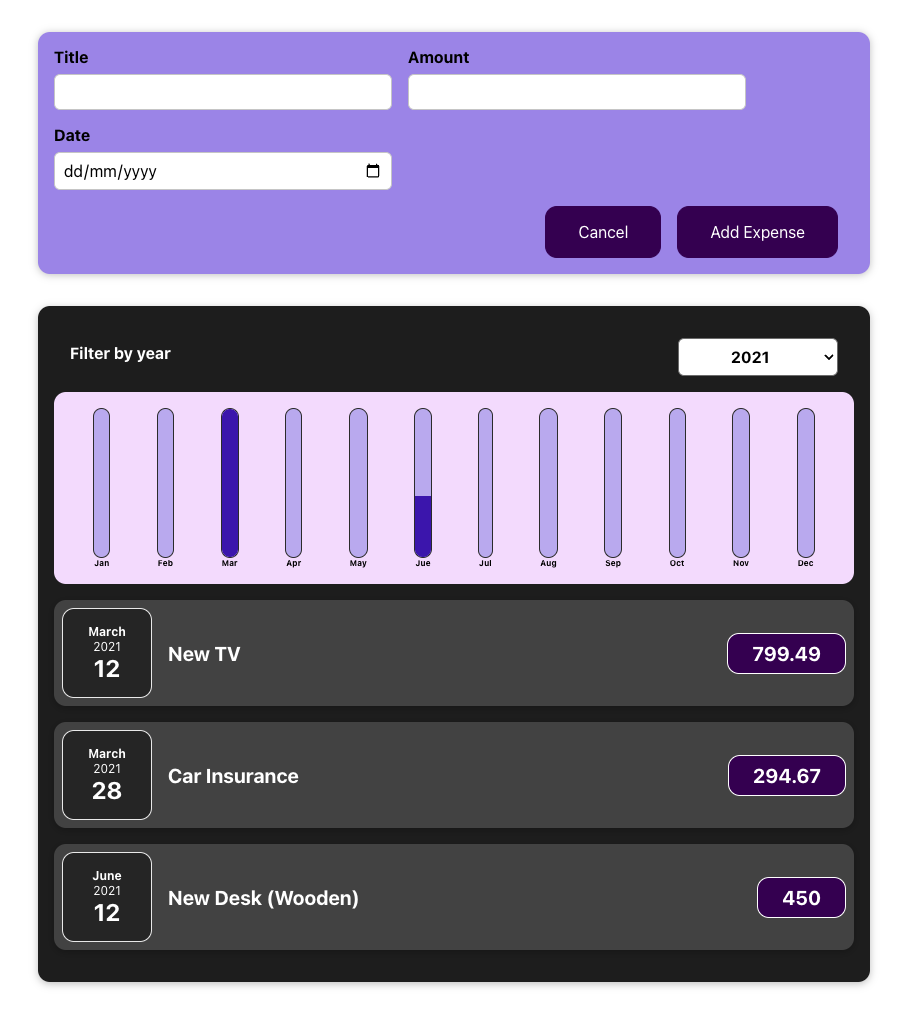 Title Amount
Date
dd/mm/yyyy
Cancel Add Expense
Filter by year 2021
Jan Feb Mar Apr May Jue Jul Aug Sep Oct Nov Dec
March
2021
12
New TV
799.49
March
2021
28
Car Insurance
294.67
June
2021
12
New Desk (Wooden)
450